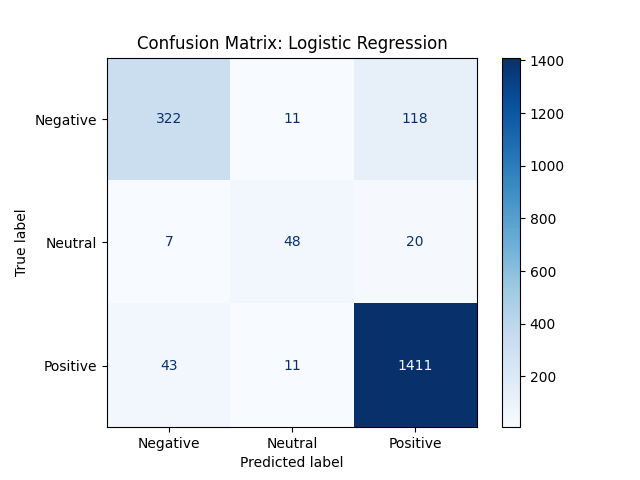 Confusion Matrix: Logistic Regression
True label
Negative
322 11 118
Neutral
7 48 20
Positive
43 11 1411
Negative Neutral Positive
Predicted label
1400
1200
1000
800
600
400
200